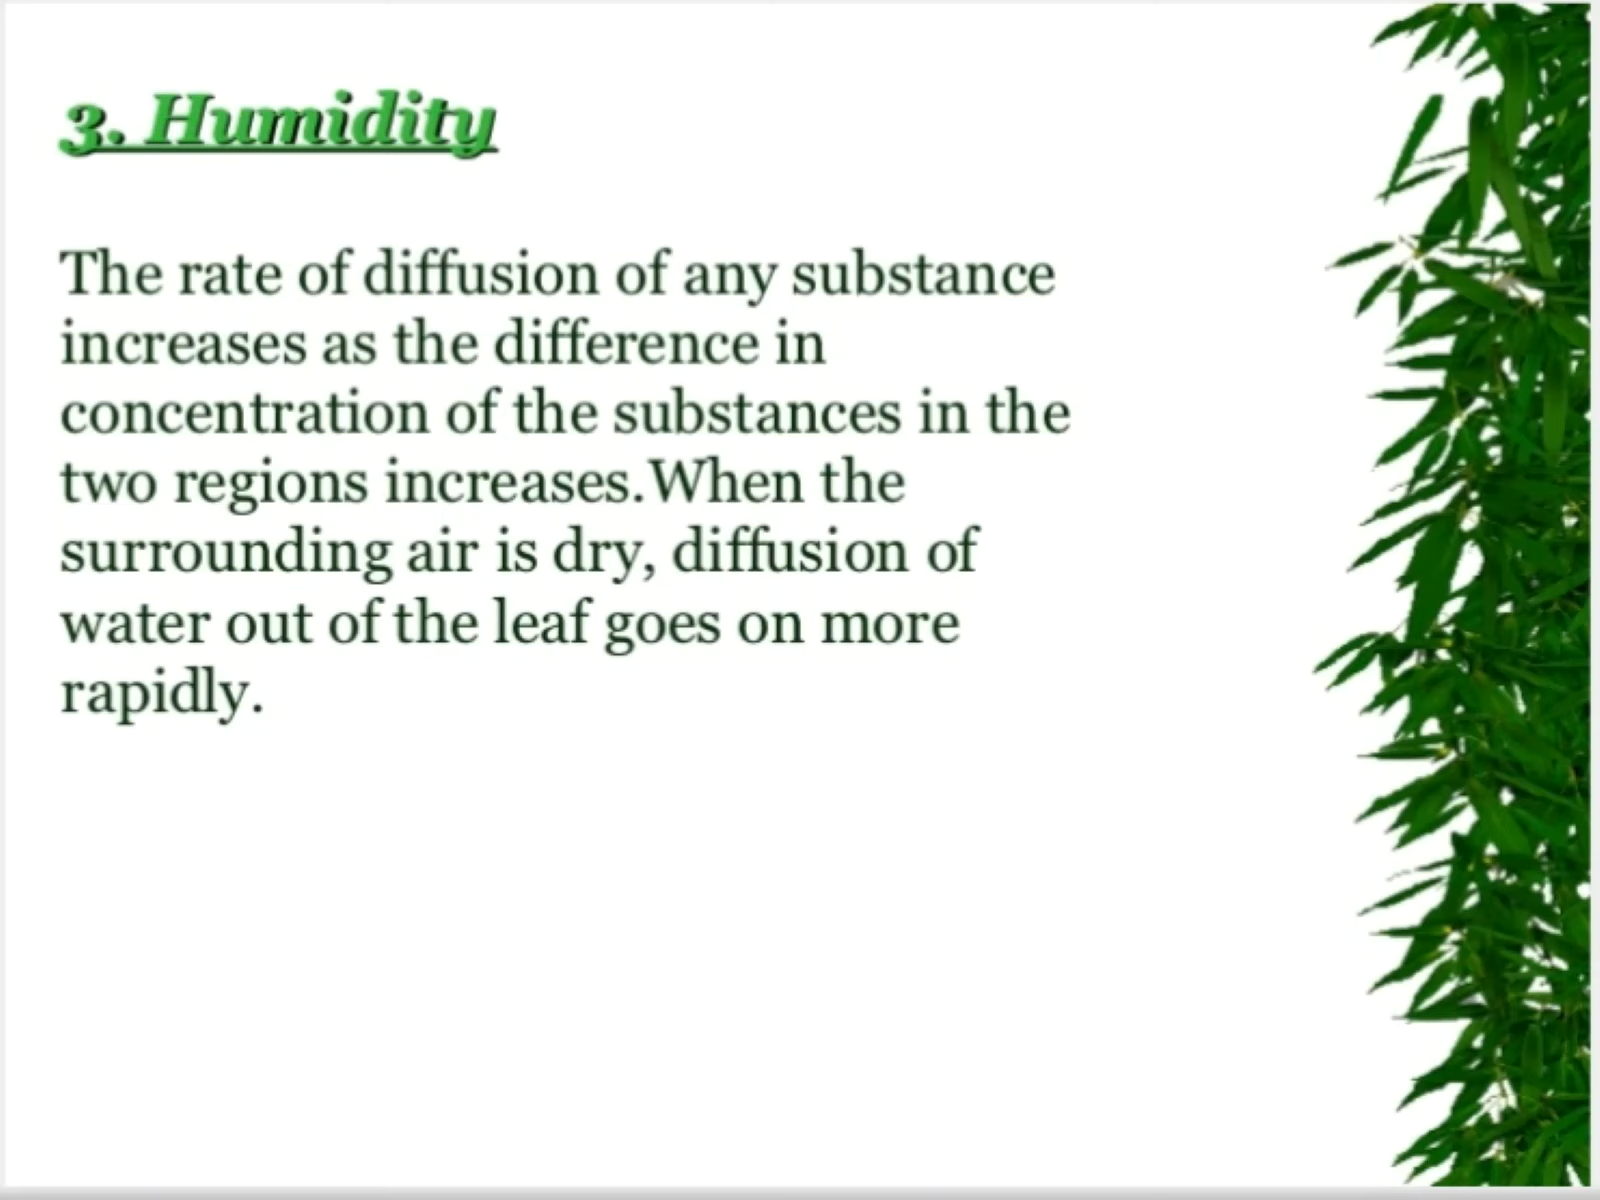 3. Humidity
The rate of diffusion of any substance
increases as the difference in
concentration of the substances in the
two regions increases.When the
surrounding air is dry, diffusion of
water out of the leaf goes on more
rapidly.